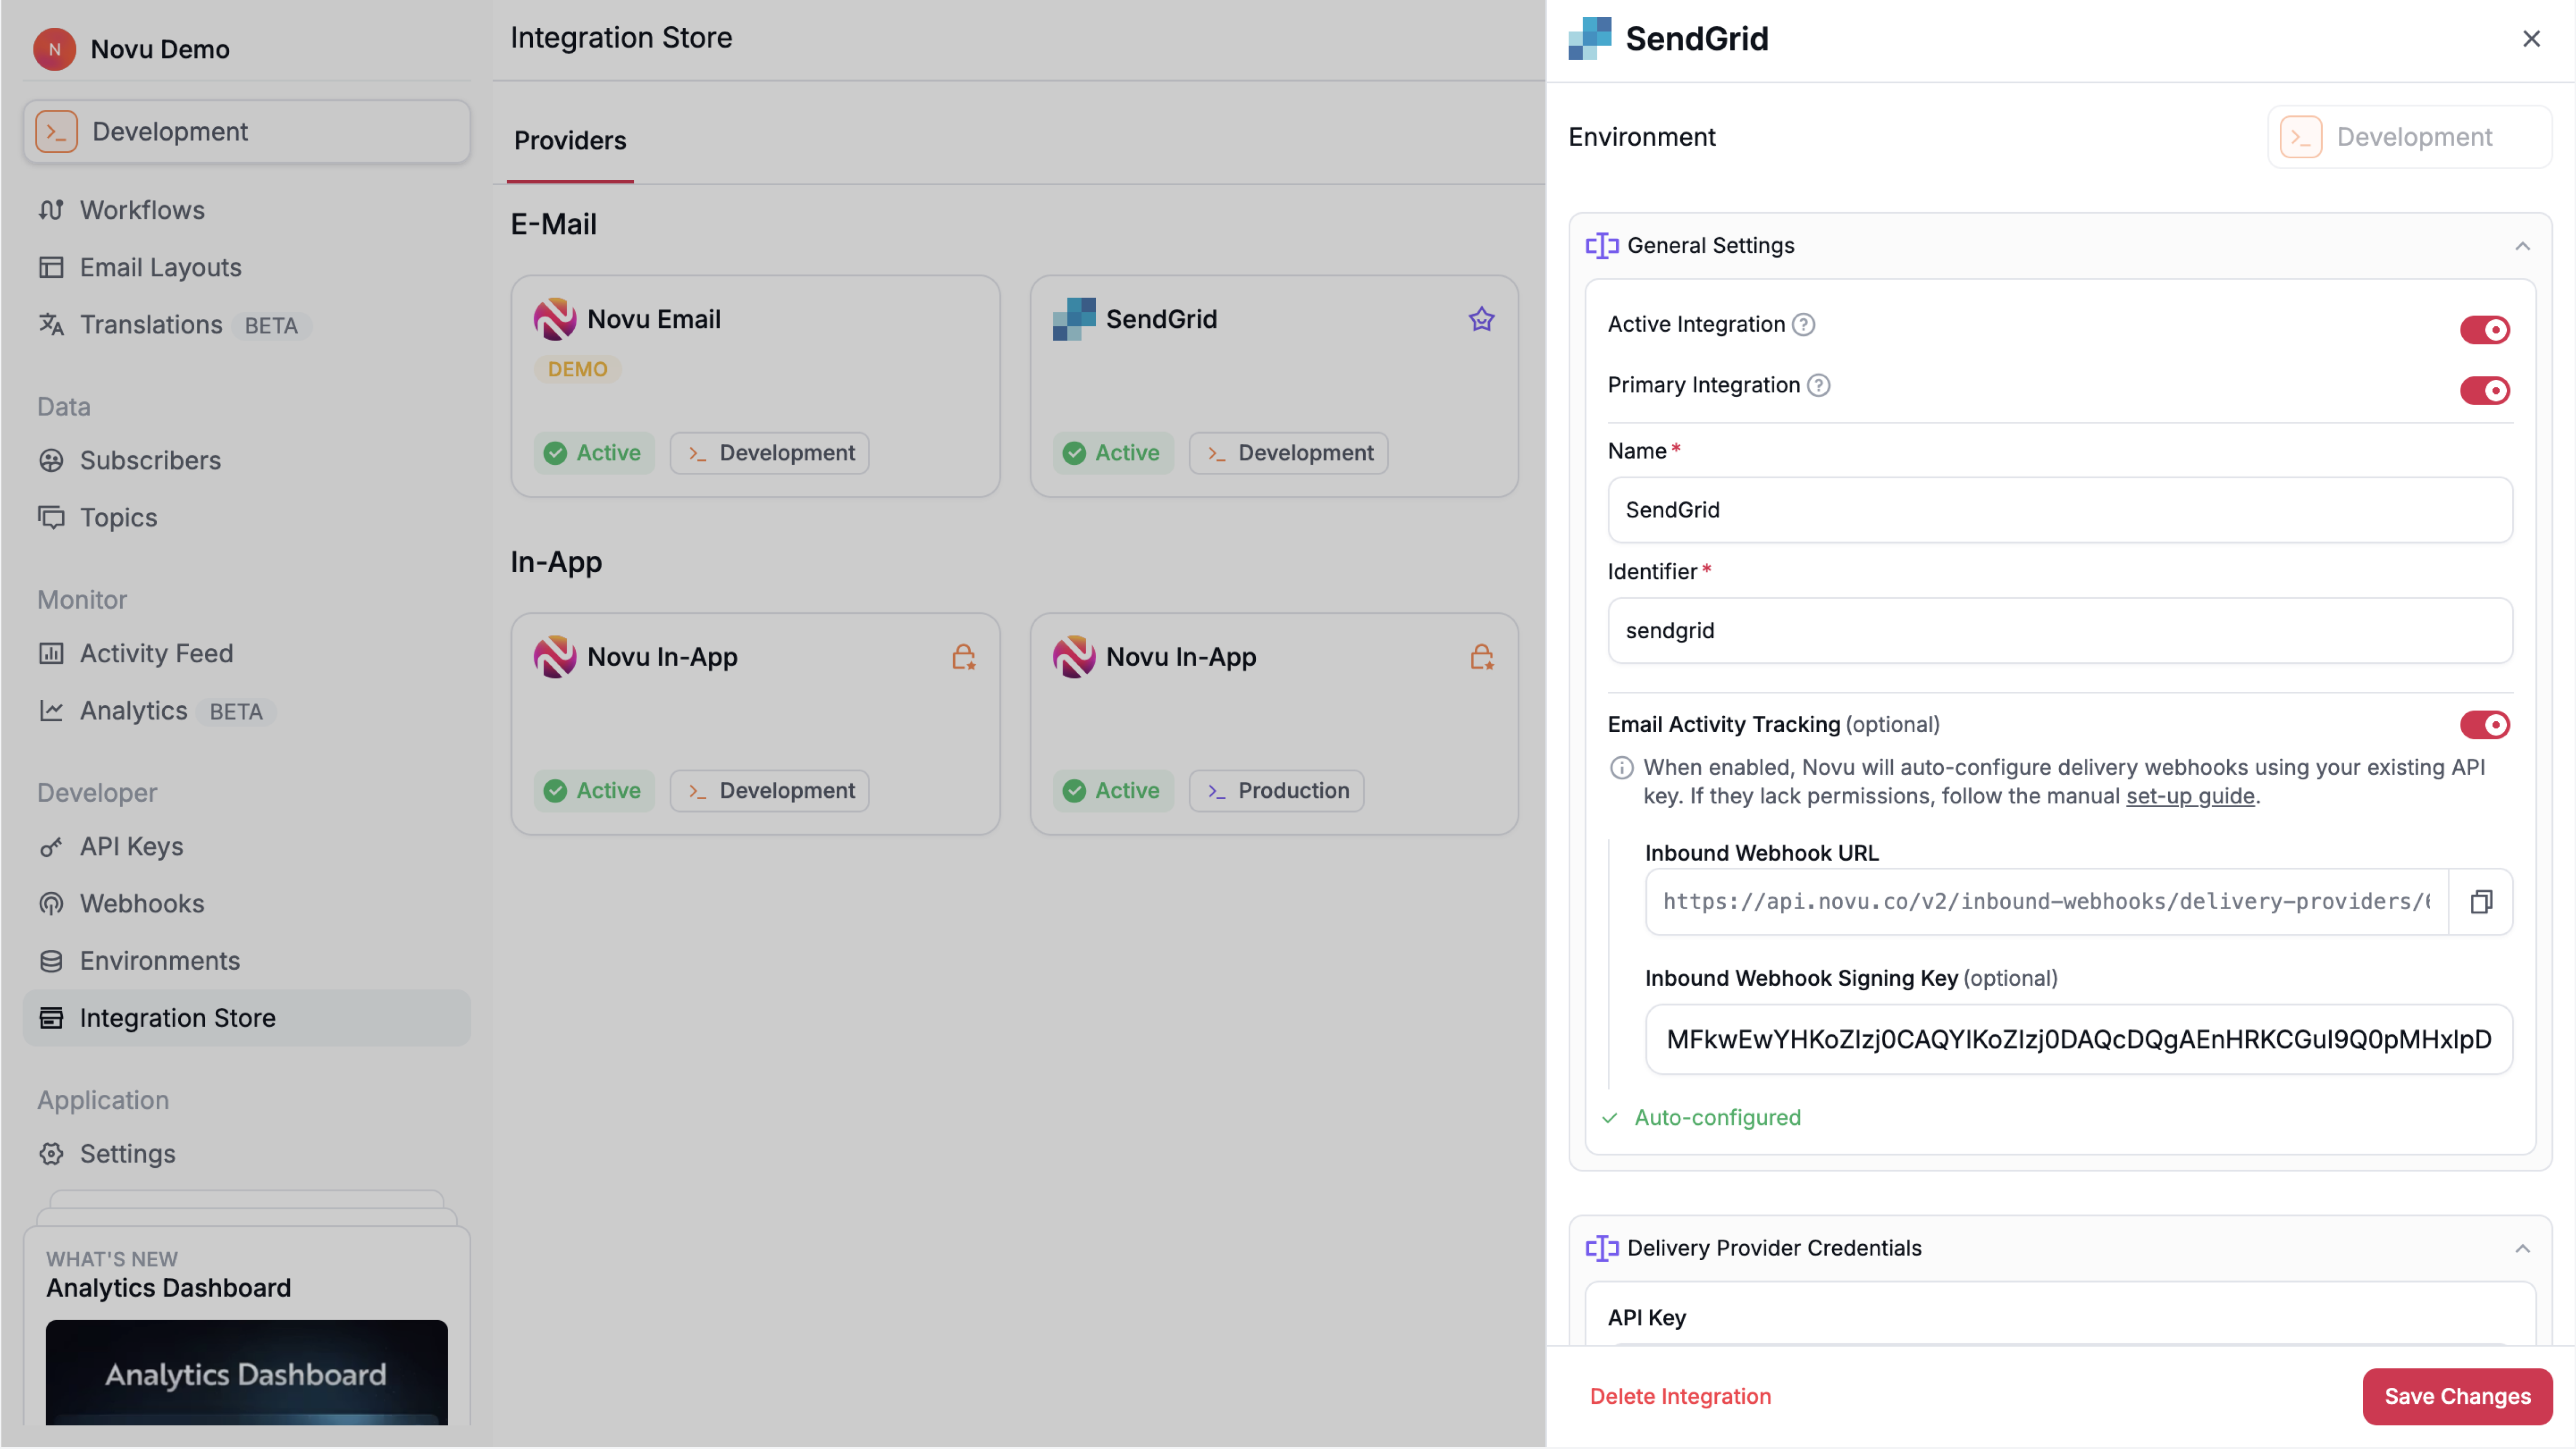 N
Novu Demo
Development
Workflows
Email Layouts
Translations BETA
Data
Subscribers
Topics
Monitor
Activity Feed
Analytics BETA
Developer
API Keys
Webhooks
Environments
Integration Store
Application
Settings
WHAT'S NEW
Analytics Dashboard
Analytics Dashboard
Integration Store
Providers
E-Mail
Novu Email
DEMO
Active
Development
SendGrid
Active
Development
In-App
Novu In-App
Active
Development
Novu In-App
Active
Production
SendGrid
Environment
Development
General Settings
Active Integration
Primary Integration
Name*
SendGrid
Identifier*
sendgrid
Email Activity Tracking (optional)
When enabled, Novu will auto-configure delivery webhooks using your existing API
key. If they lack permissions, follow the manual set-up guide.
Inbound Webhook URL
https://api.novu.co/v2/inbound-webhooks/delivery-providers/
Inbound Webhook Signing Key (optional)
MFkwEwYHKoZIzj0CAQYIKoZIzj0DAQcDQgAEnHRKCGuI9Q0pMHxlpD
Auto-configured
Delivery Provider Credentials
API Key
Delete Integration
Save Changes